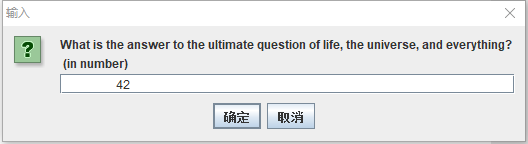 输入
What is the answer to the ultimate question of life, the universe, and everything?
(in number)
42
确定 取消